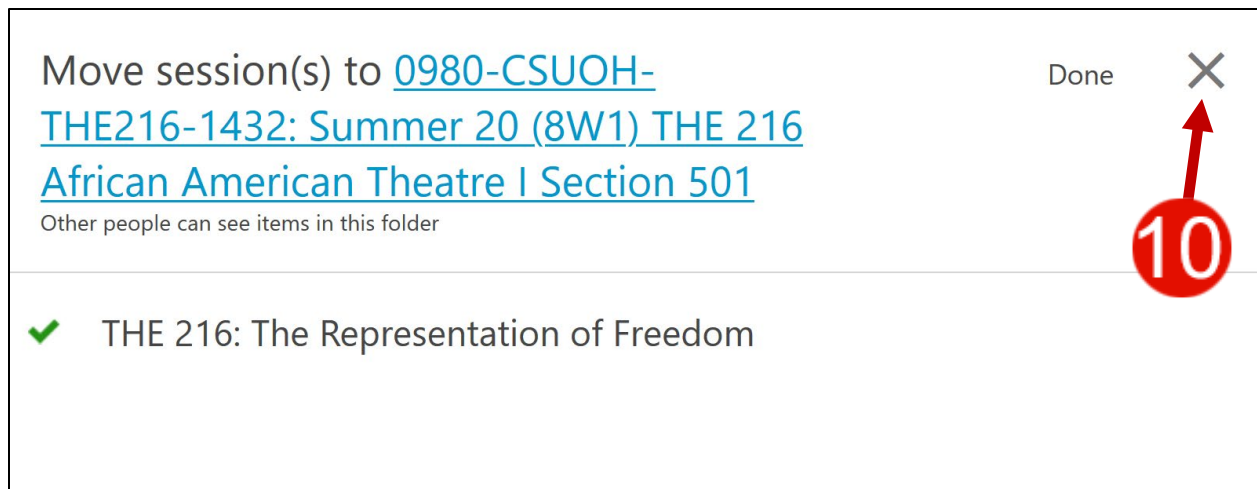 Move session(s) to 0980-CSUOH-
THE216-1432: Summer 20 (8W1) THE 216
African American Theatre I Section 501
Other people can see items in this folder
Done
10
THE 216: The Representation of Freedom